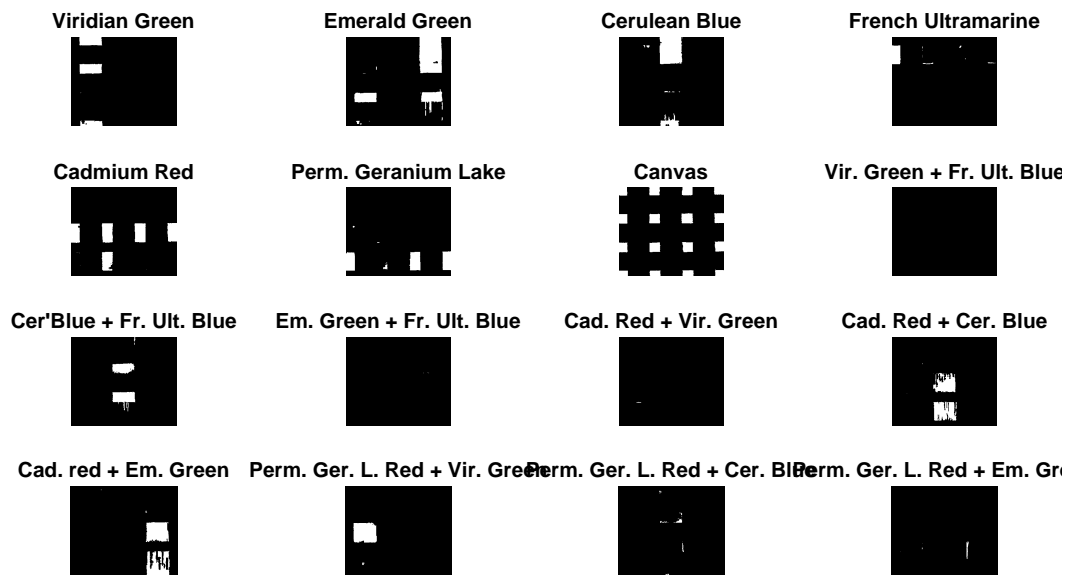 Viridian Green
Emerald Green
Cerulean Blue
French Ultramarine
Cadmium Red
Perm. Geranium Lake
Canvas
Vir. Green + Fr. Ult. Blue
Cer'Blue + Fr. Ult. Blue
Em. Green + Fr. Ult. Blue
Cad. Red + Vir. Green
Cad. Red + Cer. Blue
Cad. red + Em. Green
Perm. Ger. L. Red + Vir. Green
Perm. Ger. L. Red + Cer. Blue
Perm. Ger. L. Red + Em. Gr